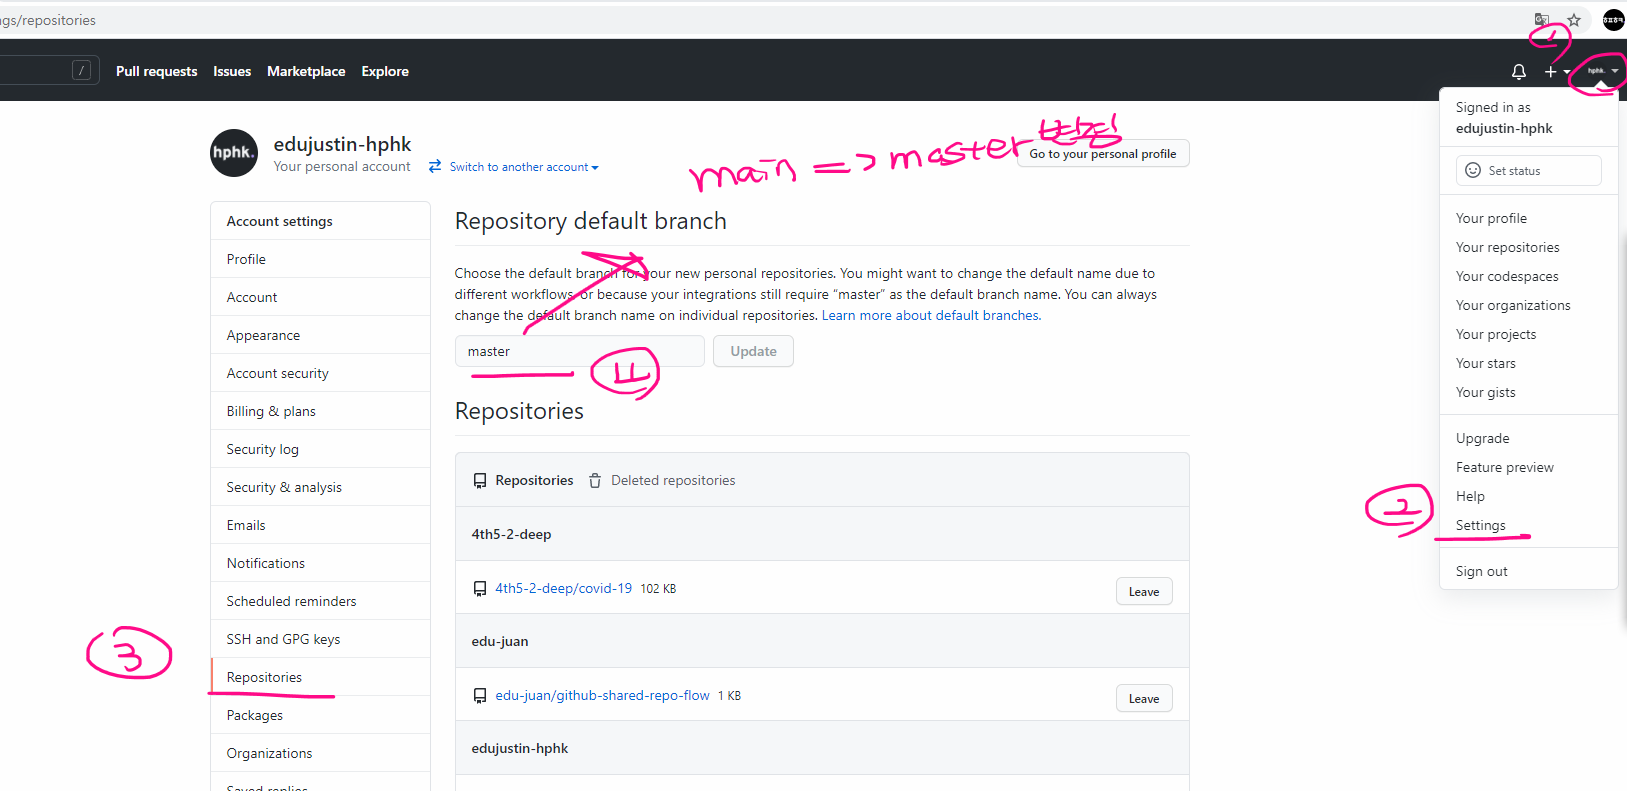 gs/repositories
ㅎㅍㅎㅋ
1
/
Pull requests
Issues
Marketplace
Explore
hphk.
Signed in as
edujustin-hphk
Set status
Your profile
Your repositories
Your codespaces
Your organizations
Your projects
Your stars
Your gists
Upgrade
Feature preview
Help
2
Settings
Sign out
hphk.
edujustin-hphk
Your personal account
Switch to another account
main => master
Go to your personal profile
Account settings
Profile
Account
Appearance
Account security
Billing & plans
Security log
Security & analysis
Emails
Notifications
Scheduled reminders
SSH and GPG keys
3
Repositories
Packages
Organizations
Saved replies
Repository default branch
Choose the default branch for your new personal repositories. You might want to change the default name due to
different workflows, or because your integrations still require “master” as the default branch name. You can always
change the default branch name on individual repositories. Learn more about default branches.
master
Update
4
Repositories
Repositories
Deleted repositories
4th5-2-deep
4th5-2-deep/covid-19 102 KB
Leave
edu-juan
edu-juan/github-shared-repo-flow 1 KB
Leave
edujustin-hphk